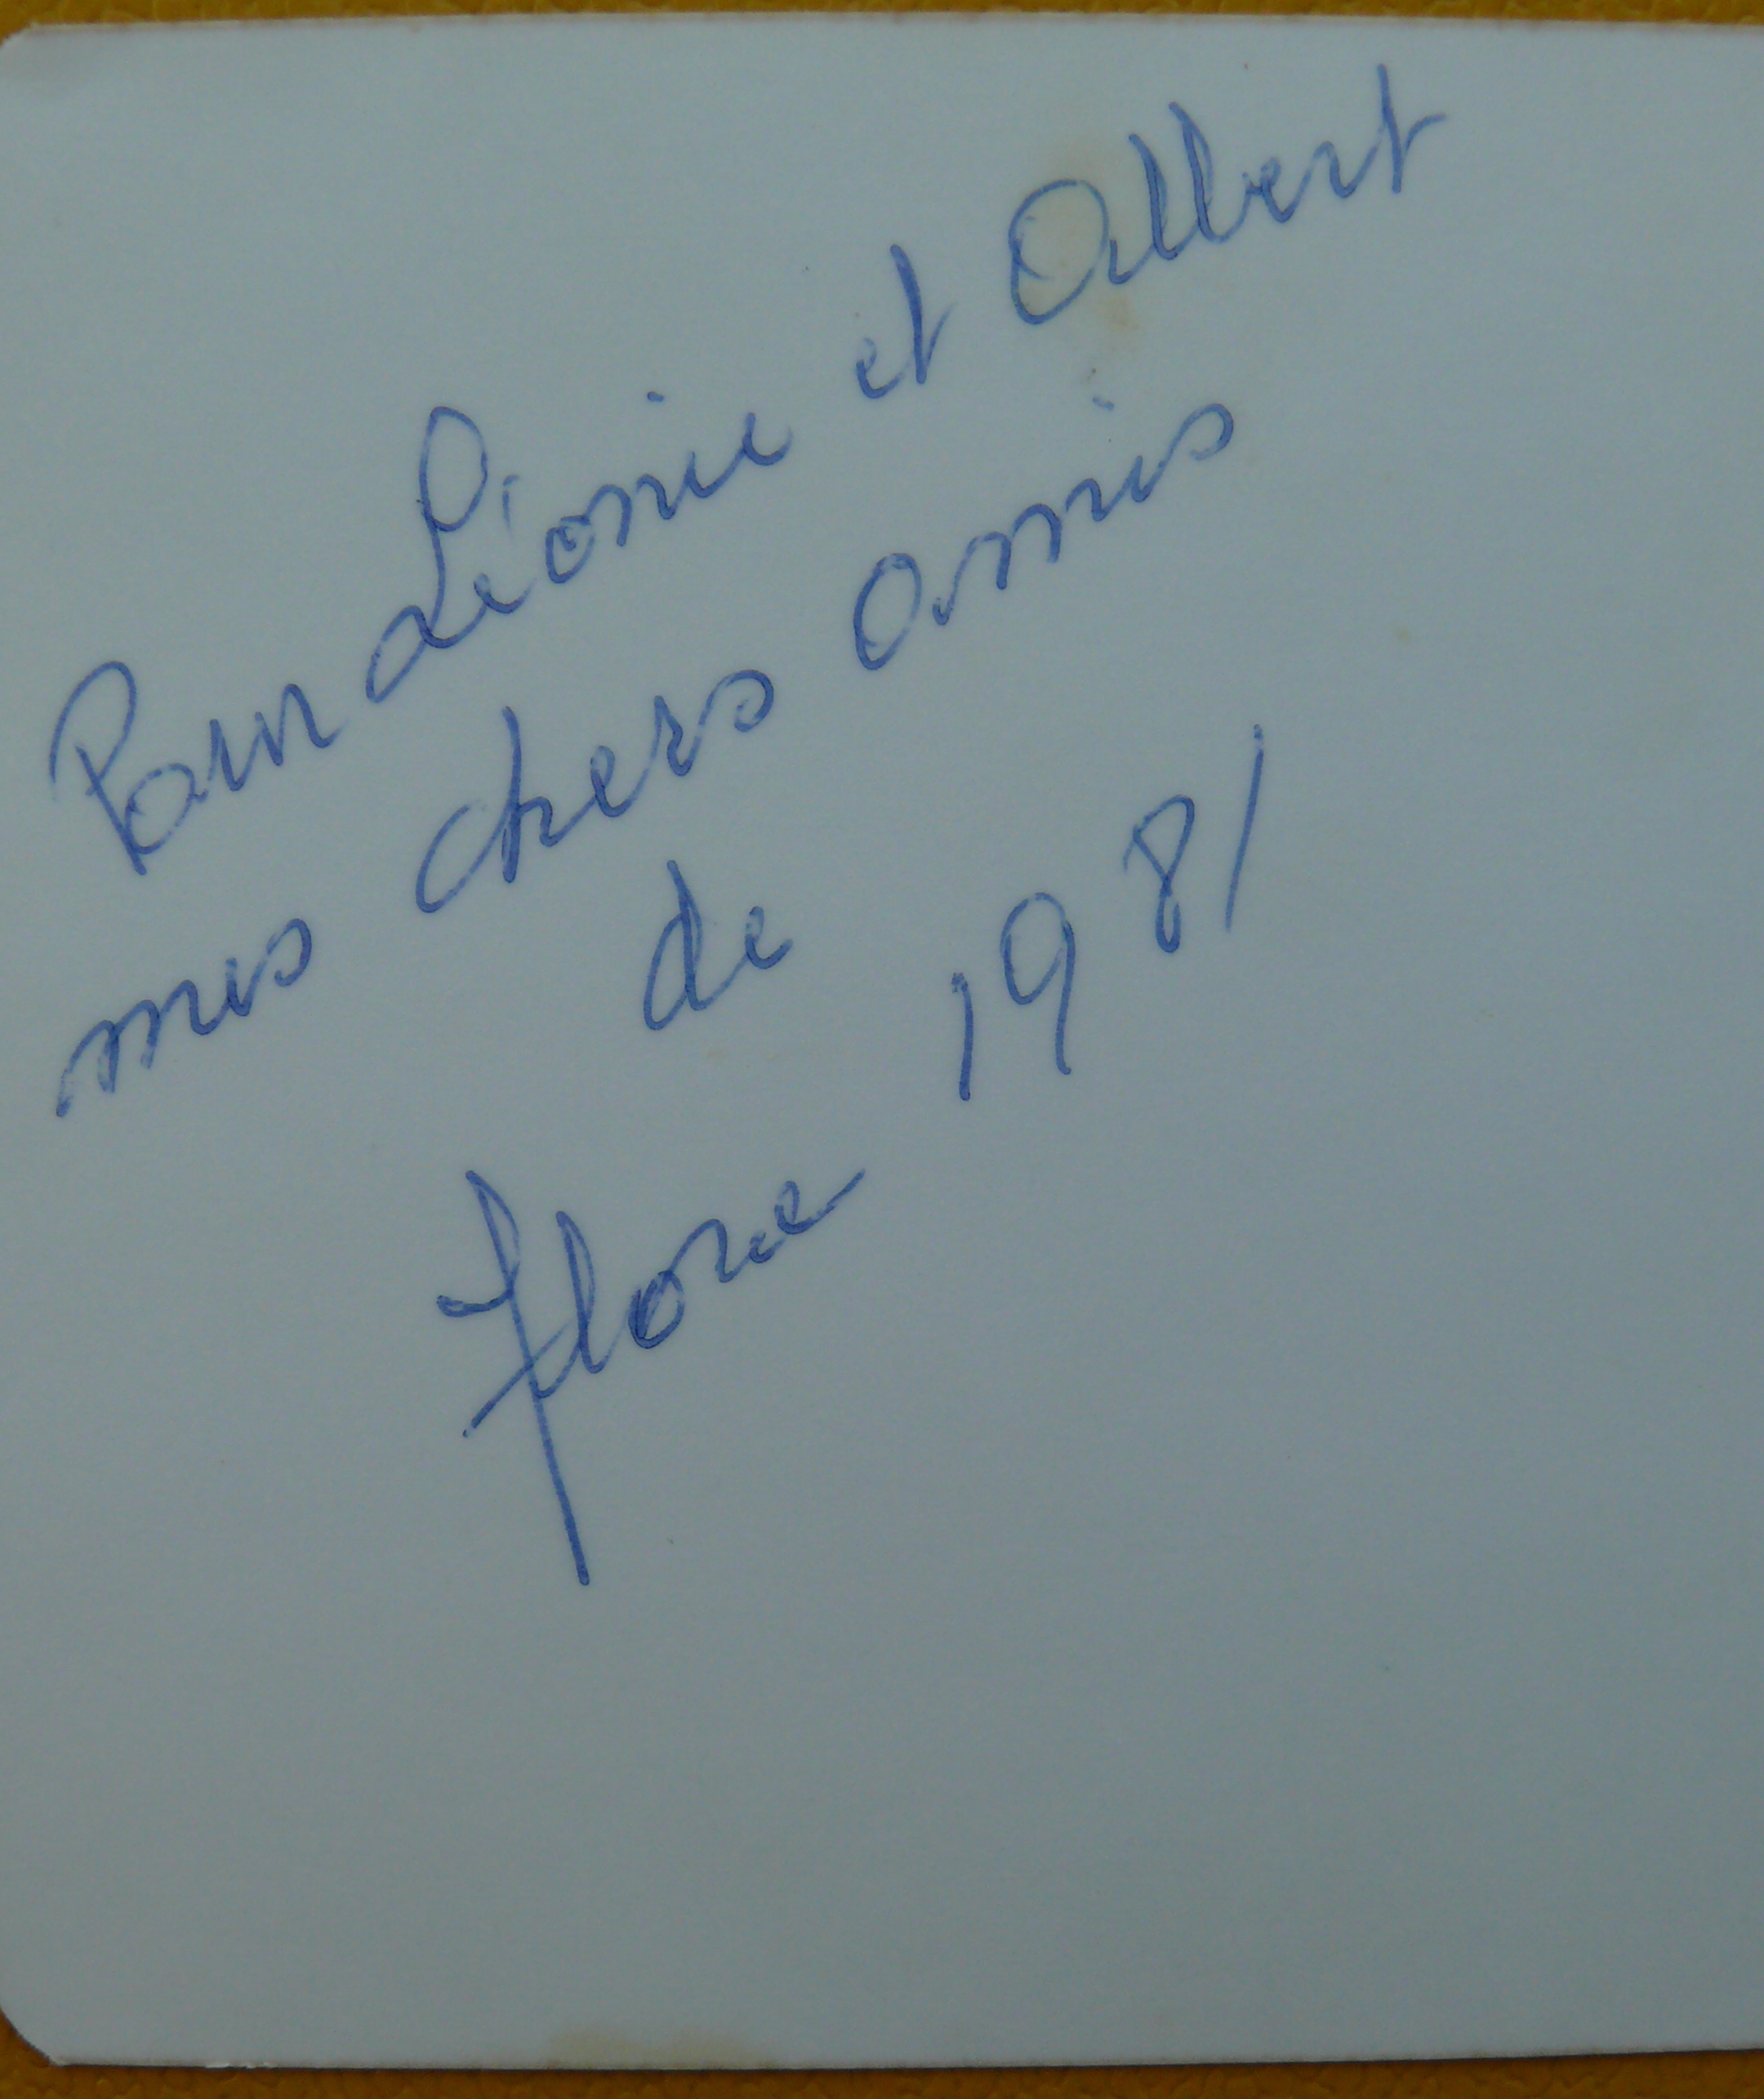 Pour Léonie et Albert
mes chers amis
de
Flore 1981